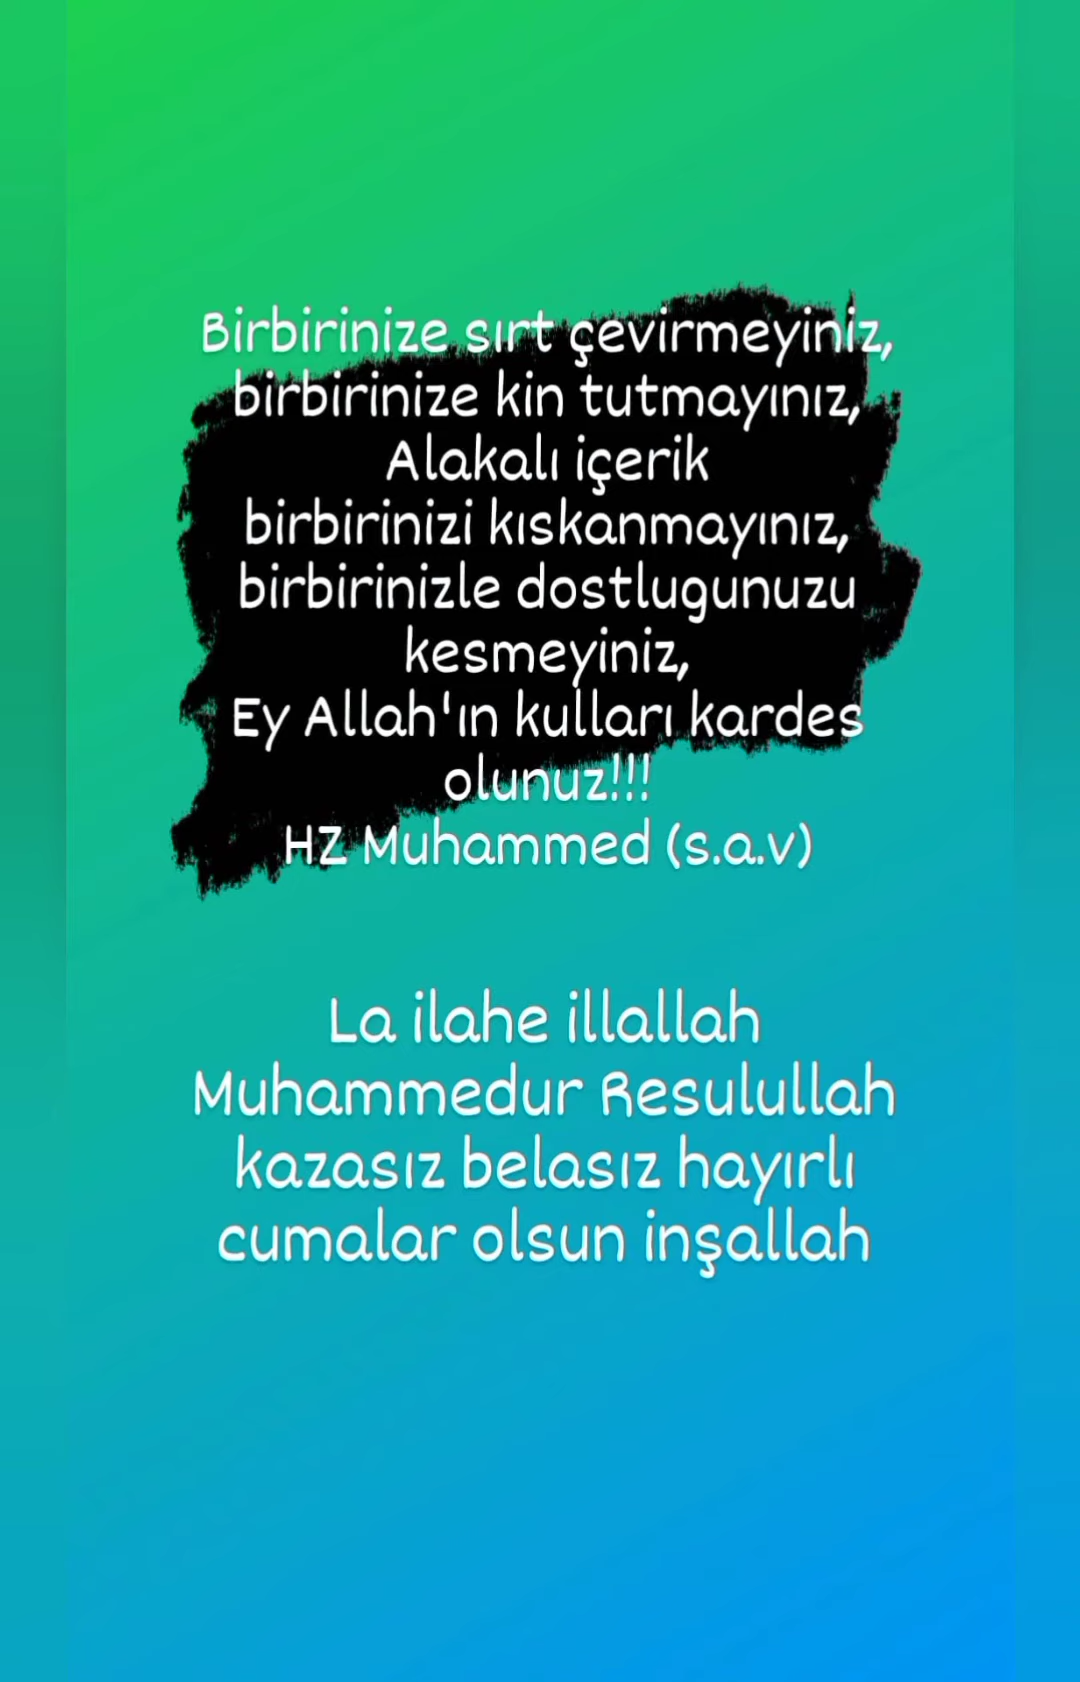 Birbirinize sırt çevirmeyiniz,
birbirinize kin tutmayınız,
Alakalı içerik
birbirinizi kıskanmayınız,
birbirinizle dostlugunuzu
kesmeyiniz,
Ey Allah'ın kulları kardes
olunuz!!!
HZ Muhammed (s.a.v)
La ilahe illallah
Muhammedur Resulullah
kazasız belasız hayırlı
cumalar olsun inşallah